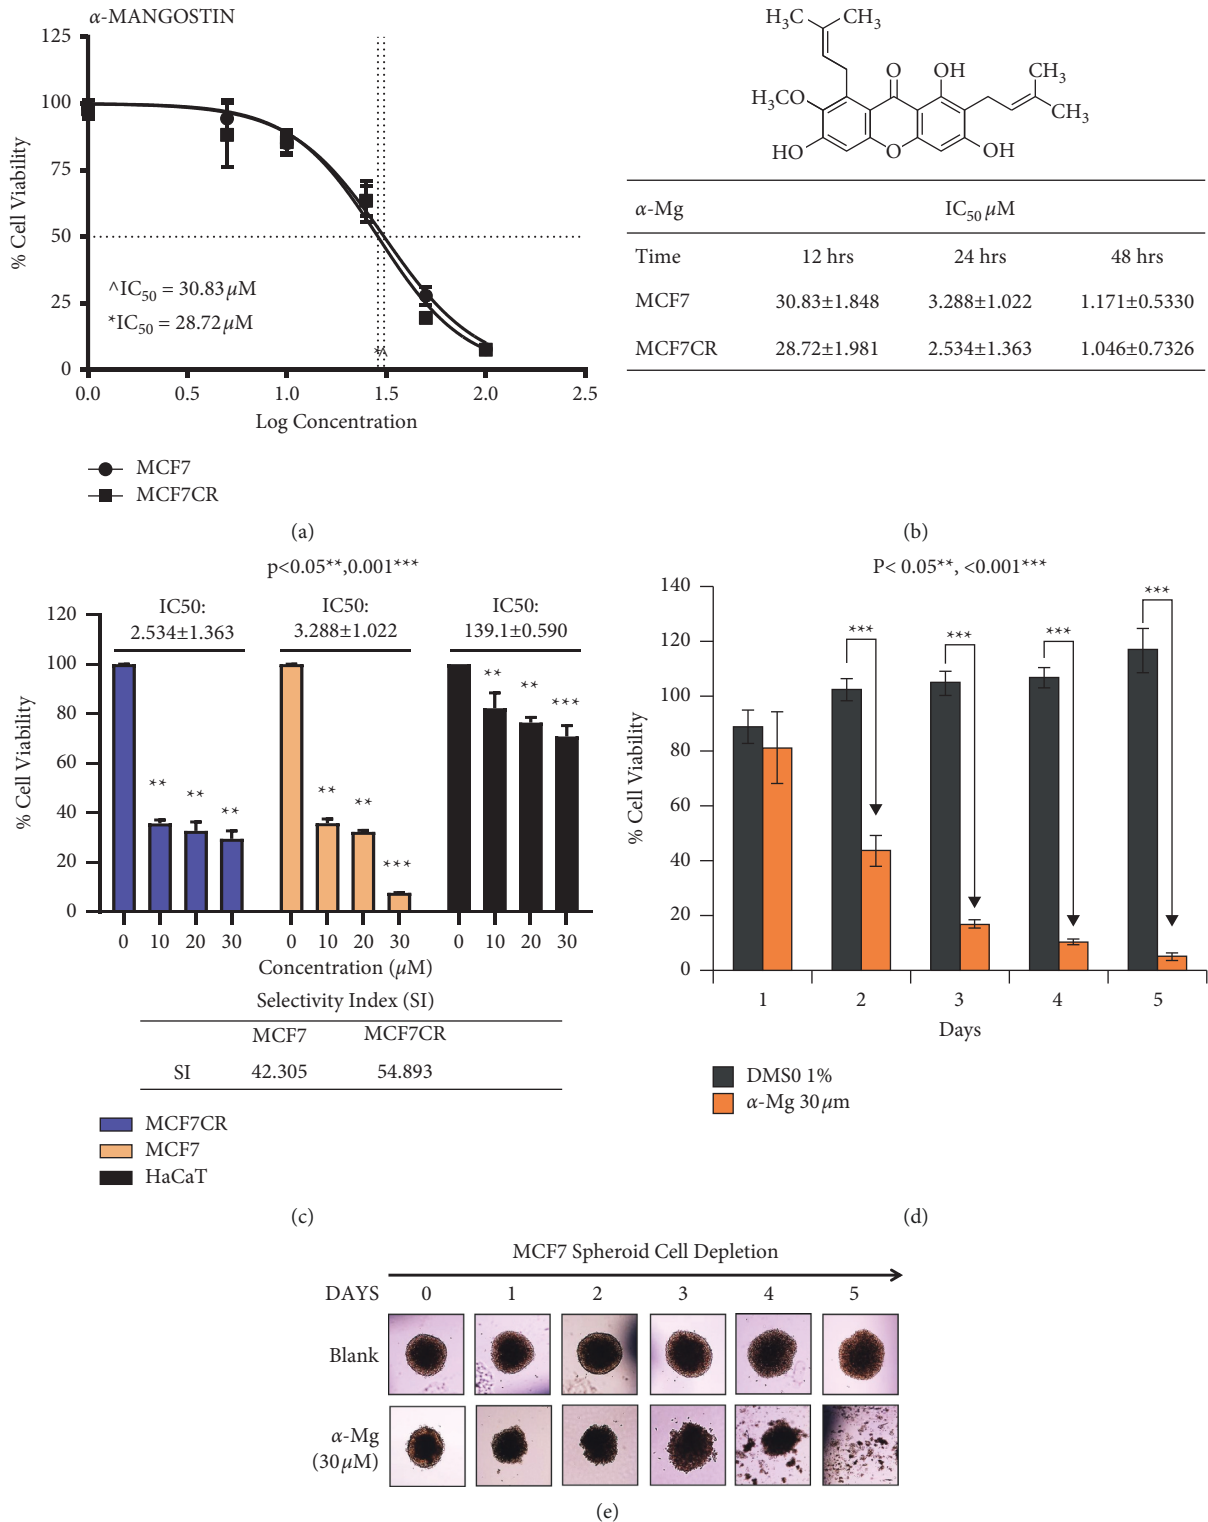 α-MANGOSTIN
125
100
75
50
25
0
% Cell Viability
^IC50 = 30.83 μM
*IC50 = 28.72 μM
*^
0.0 0.5 1.0 1.5 2.0 2.5
Log Concentration
MCF7
MCF7CR
(a)
H3C CH3
O OH CH3
H3CO CH3
HO O OH
α-Mg IC50 μM
Time 12 hrs 24 hrs 48 hrs
MCF7 30.83±1.848 3.288±1.022 1.171±0.5330
MCF7CR 28.72±1.981 2.534±1.363 1.046±0.7326
(b)
p<0.05**,0.001***
IC50: IC50: IC50:
2.534±1.363 3.288±1.022 139.1±0.590
120
100
80
60
40
20
0
% Cell Viability
** ** **
** ** ***
** ** ***
0 10 20 30 0 10 20 30 0 10 20 30
Concentration (μM)
Selectivity Index (SI)
MCF7 MCF7CR
SI 42.305 54.893
MCF7CR
MCF7
HaCaT
(c)
P< 0.05**, <0.001***
140
120
100
80
60
40
20
0
% Cell Viability
*** *** *** ***
1 2 3 4 5
Days
DMS0 1%
α-Mg 30 μm
(d)
MCF7 Spheroid Cell Depletion
DAYS 0 1 2 3 4 5
Blank
α-Mg
(30 μM)
(e)